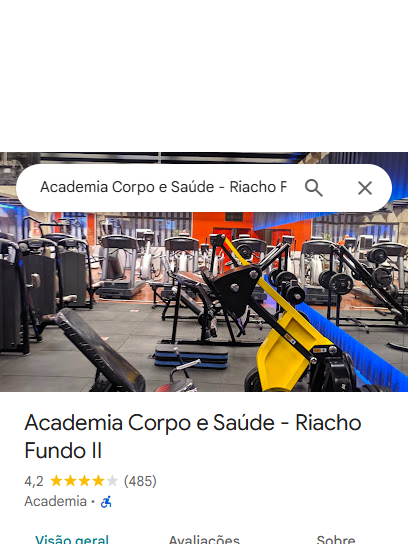 Academia Corpo e Saúde - Riacho F
Academia Corpo e Saúde - Riacho
Fundo II
4,2 (485)
Academia ·
Visão geral Avaliações Sobre